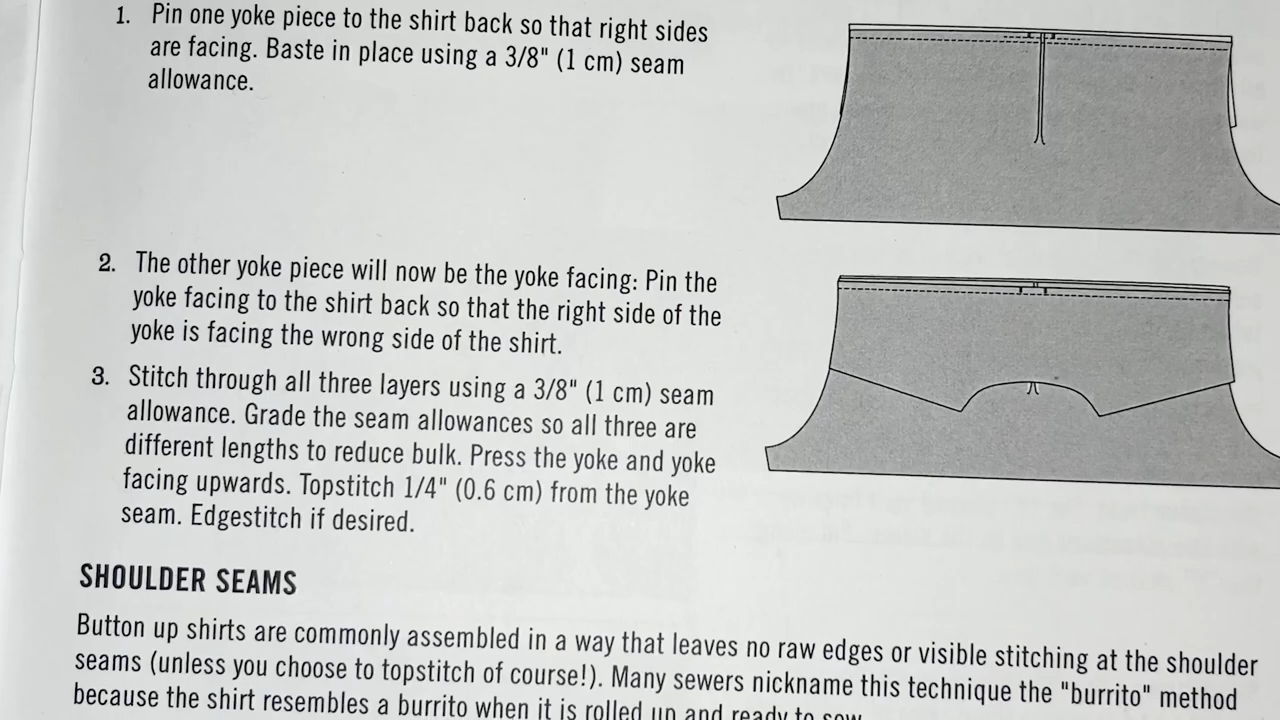 1. Pin one yoke piece to the shirt back so that right sides
are facing. Baste in place using a 3/8" (1 cm) seam
allowance.
2. The other yoke piece will now be the yoke facing: Pin the
yoke facing to the shirt back so that the right side of the
yoke is facing the wrong side of the shirt.
3. Stitch through all three layers using a 3/8" (1 cm) seam
allowance. Grade the seam allowances so all three are
different lengths to reduce bulk. Press the yoke and yoke
facing upwards. Topstitch 1/4" (0.6 cm) from the yoke
seam. Edgestitch if desired.
SHOULDER SEAMS
Button up shirts are commonly assembled in a way that leaves no raw edges or visible stitching at the shoulder
seams (unless you choose to topstitch of course!). Many sewers nickname this technique the "burrito" method
because the shirt resembles a burrito when it is rolled up and ready to sew